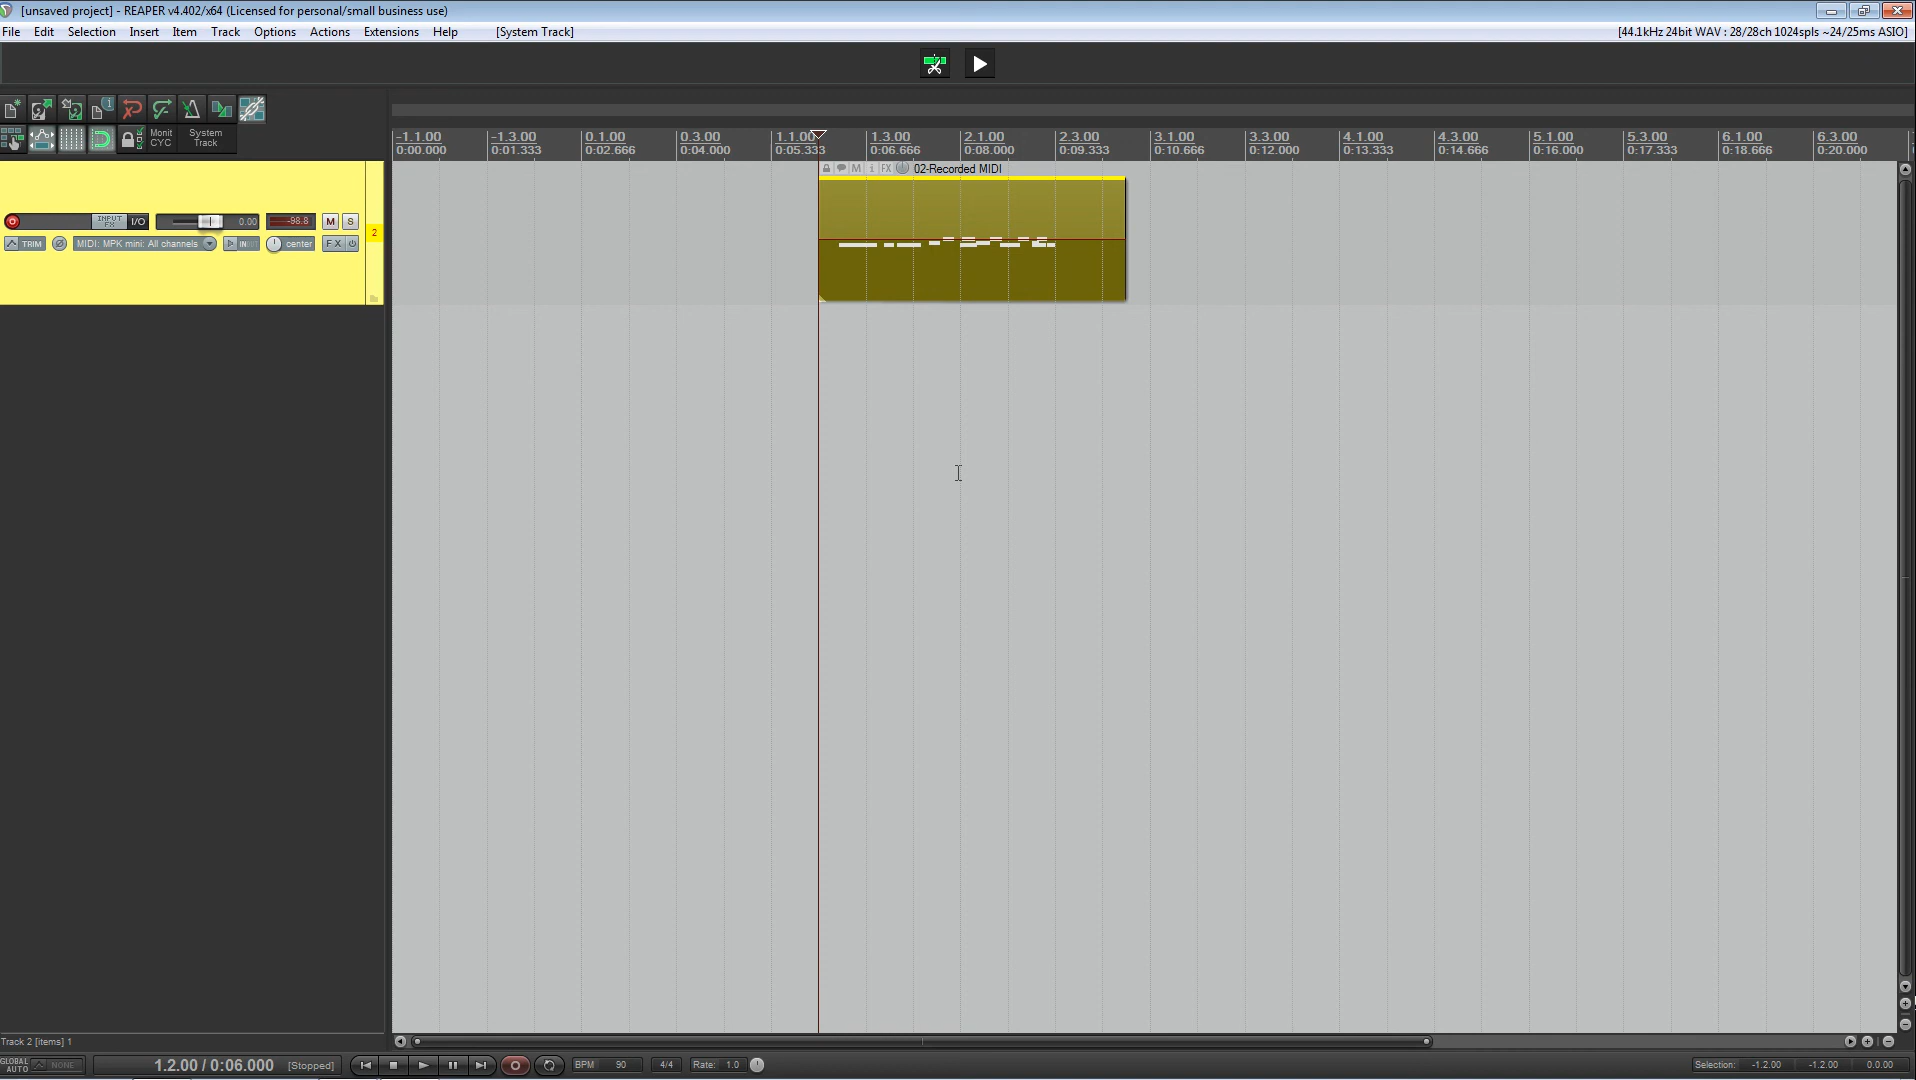 [unsaved project] - REAPER v4.402/x64 (Licensed for personal/small business use)
File Edit Selection Insert Item Track Options Actions Extensions Help [System Track] [44.1kHz 24bit WAV : 28/28ch 1024spls ~24/25ms ASIO]
Monit CYC
System Track
-1.1.00 -1.3.00 0.1.00 0.3.00 1.1.00 1.3.00 2.1.00 2.3.00 3.1.00 3.3.00 4.1.00 4.3.00 5.1.00 5.3.00 6.1.00 6.3.00
0:00.000 0:01.333 0:02.666 0:04.000 0:05.333 0:06.666 0:08.000 0:09.333 0:10.666 0:12.000 0:13.333 0:14.666 0:16.000 0:17.333 0:18.666 0:20.000
M i FX 02-Recorded MIDI
INPUT FX I/O 0.00 -98.8 M S
2
TRIM MIDI: MPK mini: All channels IN center FX
Track 2 [items] 1
GLOBAL AUTO NONE 1.2.00 / 0:06.000 [Stopped] BPM 90 4/4 Rate: 1.0 Selection: -1.2.00 -1.2.00 0.0.00